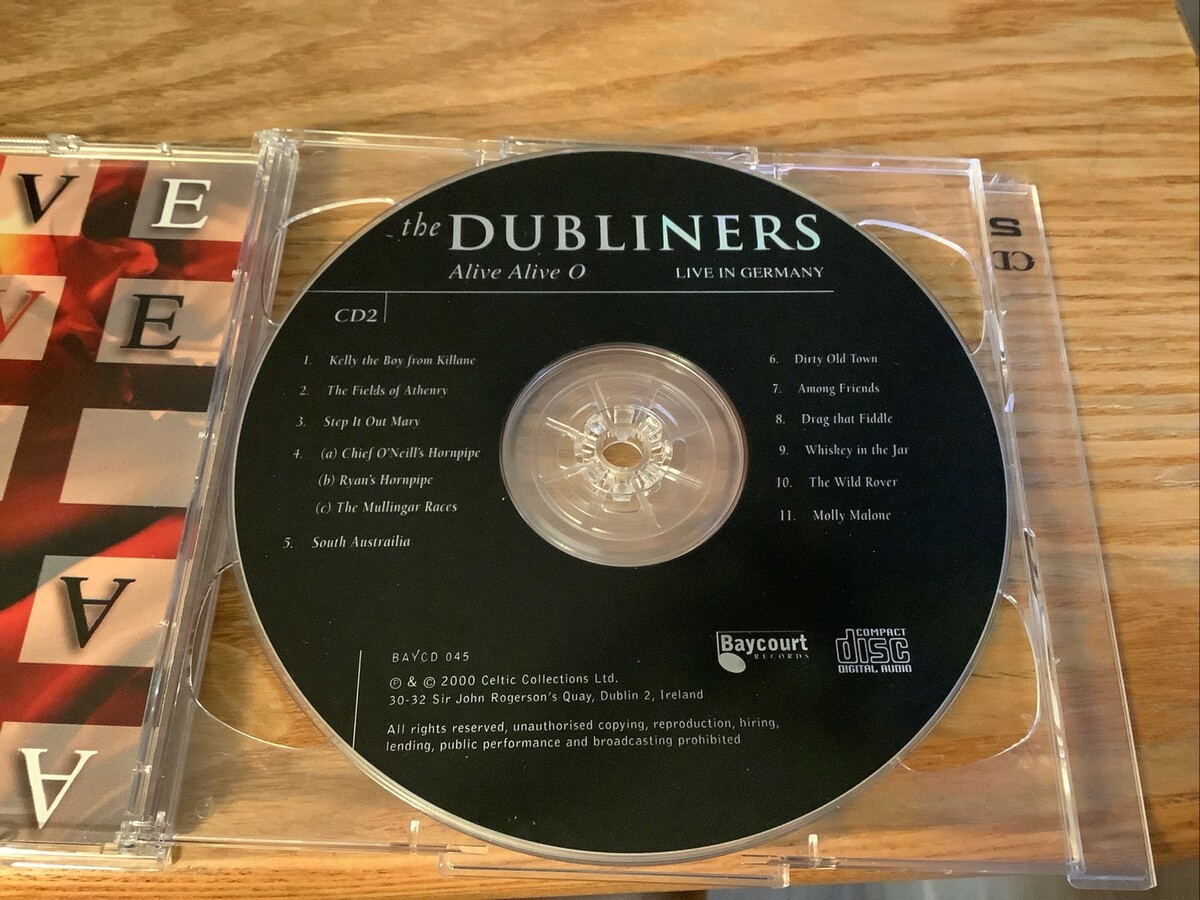 V E
V E
A
A
the DUBLINERS
Alive Alive O LIVE IN GERMANY
CD2
1. Kelly the Boy from Killane
2. The Fields of Athenry
3. Step It Out Mary
4. (a) Chief O'Neill's Hornpipe
(b) Ryan's Hornpipe
(c) The Mullingar Races
5. South Austrailia
6. Dirty Old Town
7. Among Friends
8. Drag that Fiddle
9. Whiskey in the Jar
10. The Wild Rover
11. Molly Malone
BAYCD 045
℗ & © 2000 Celtic Collections Ltd.
30-32 Sir John Rogerson's Quay, Dublin 2, Ireland
All rights reserved, unauthorised copying, reproduction, hiring,
lending, public performance and broadcasting prohibited
Baycourt
RECORDS
COMPACT
disc
DIGITAL AUDIO
CD S